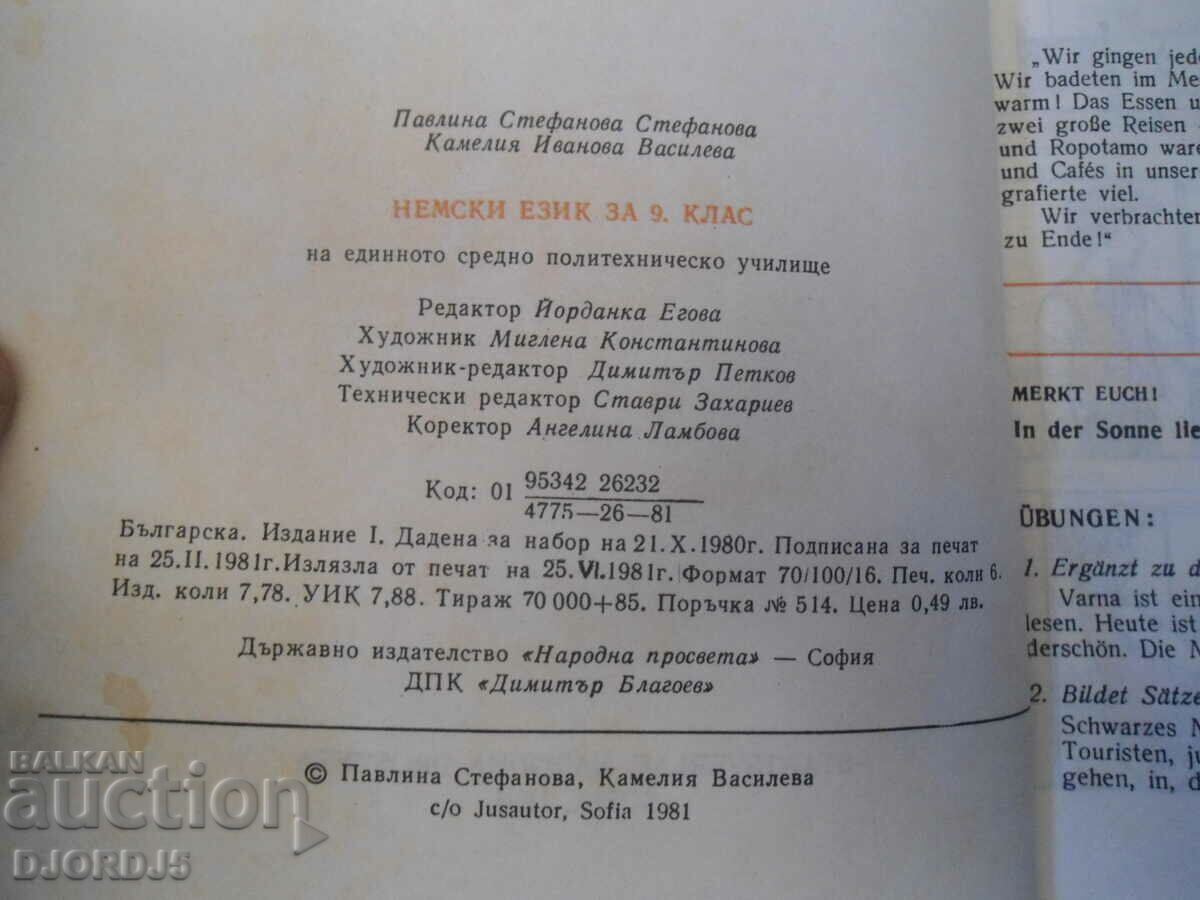 Павлина Стефанова Стефанова
Камелия Иванова Василева
НЕМСКИ ЕЗИК ЗА 9. КЛАС
на единното средно политехническо училище
Редактор Йорданка Егова
Художник Миглена Константинова
Художник-редактор Димитър Петков
Технически редактор Ставри Захариев
Коректор Ангелина Ламбова
Код: 01 95342 26232
4775—26—81
Българска. Издание I. Дадена за набор на 21. X. 1980г. Подписана за печат
на 25.II. 1981г. Излязла от печат на 25. VI. 1981г. Формат 70/100/16. Печ. коли 6.
Изд. коли 7,78. УИК 7,88. Тираж 70 000+85. Поръчка № 514. Цена 0,49 лв.
Държавно издателство «Народна просвета» — София
ДПК «Димитър Благоев»
© Павлина Стефанова, Камелия Василева
c/o Jusautor, Sofia 1981
„Wir gingen
Wir badeten im
warm! Das Essen
zwei große Reisen
und Ropotamo
und Cafés in
grafierte viel.
Wir verbrachten
zu Ende!“
MERKT EUCH!
In der Sonne
ÜBUNGEN:
1. Ergänzt zu
Varna ist
lesen. Heute ist
derschön. Die
2. Bildet Sätze
Schwarzes
Touristen,
gehen, in,
BALKAN
auction
DJORDJ5